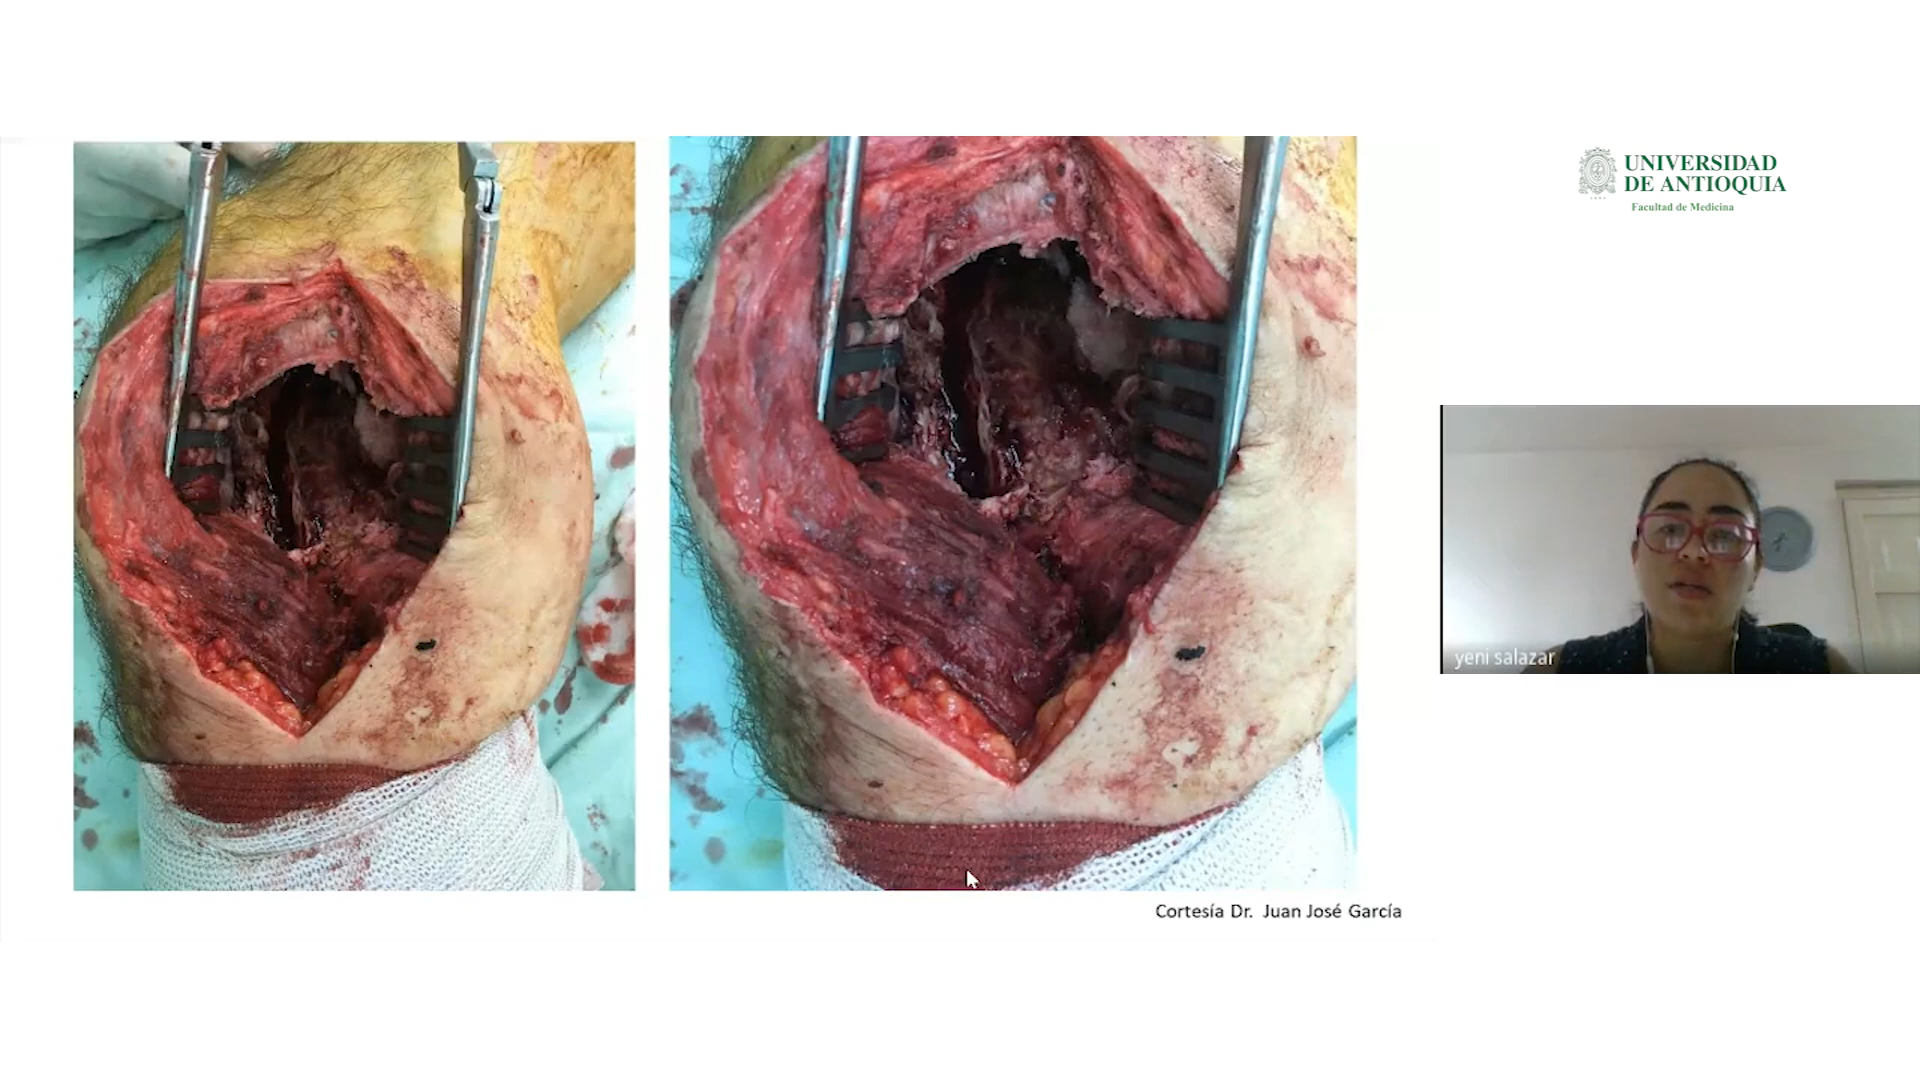 UNIVERSIDAD
DE ANTIOQUIA
Facultad de Medicina
yeni salazar
Cortesía Dr. Juan José García